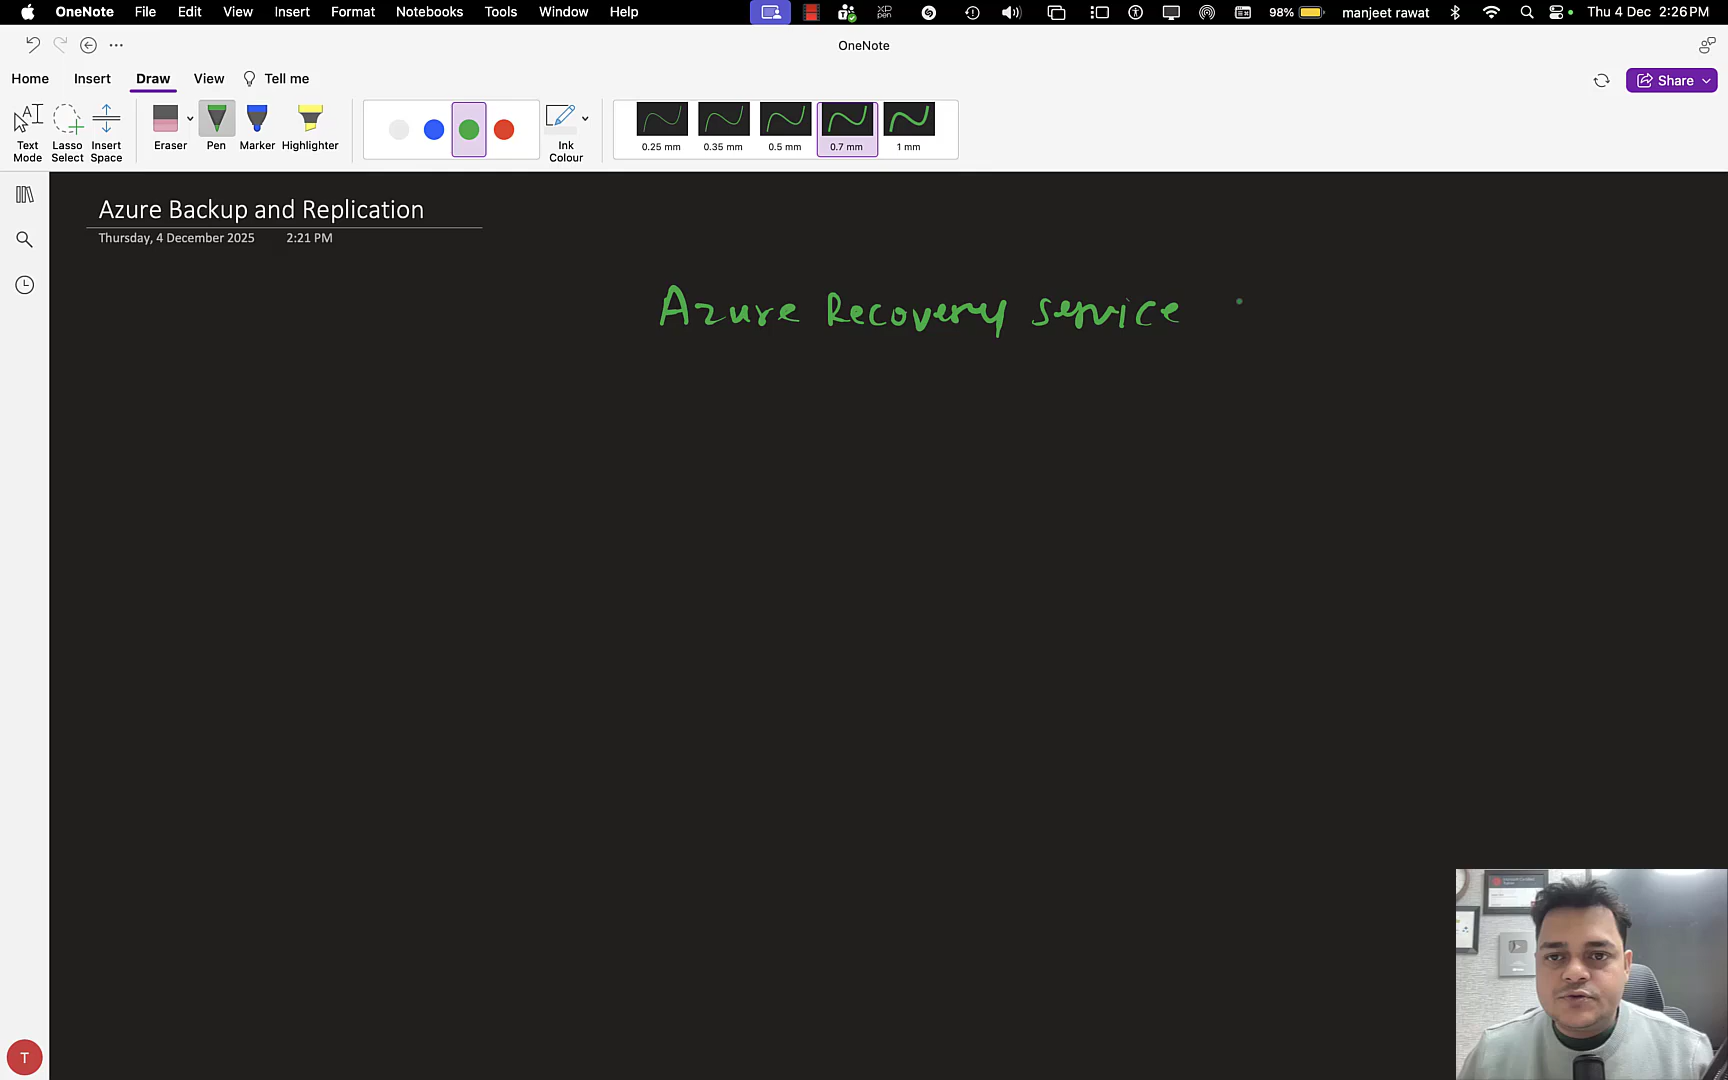 OneNote File Edit View Insert Format Notebooks Tools Window Help 98% manjeet rawat Thu 4 Dec 2:26 PM
OneNote
Home Insert Draw View Tell me Share
Text Mode Lasso Select Insert Space Eraser Pen Marker Highlighter Ink Colour 0.25 mm 0.35 mm 0.5 mm 0.7 mm 1 mm
Azure Backup and Replication
Thursday, 4 December 2025 2:21 PM
Azure Recovery service
T